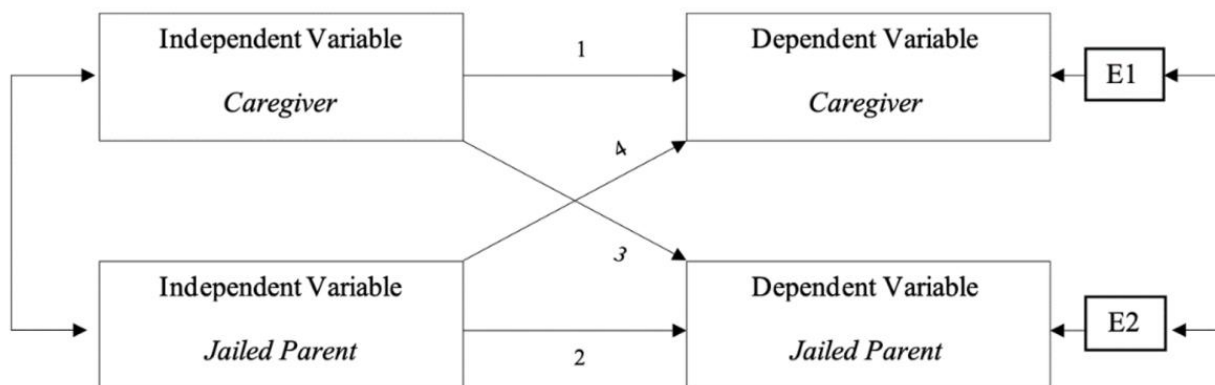 Independent Variable
Caregiver
1
Dependent Variable
Caregiver
E1
4
3
Independent Variable
Jailed Parent
2
Dependent Variable
Jailed Parent
E2